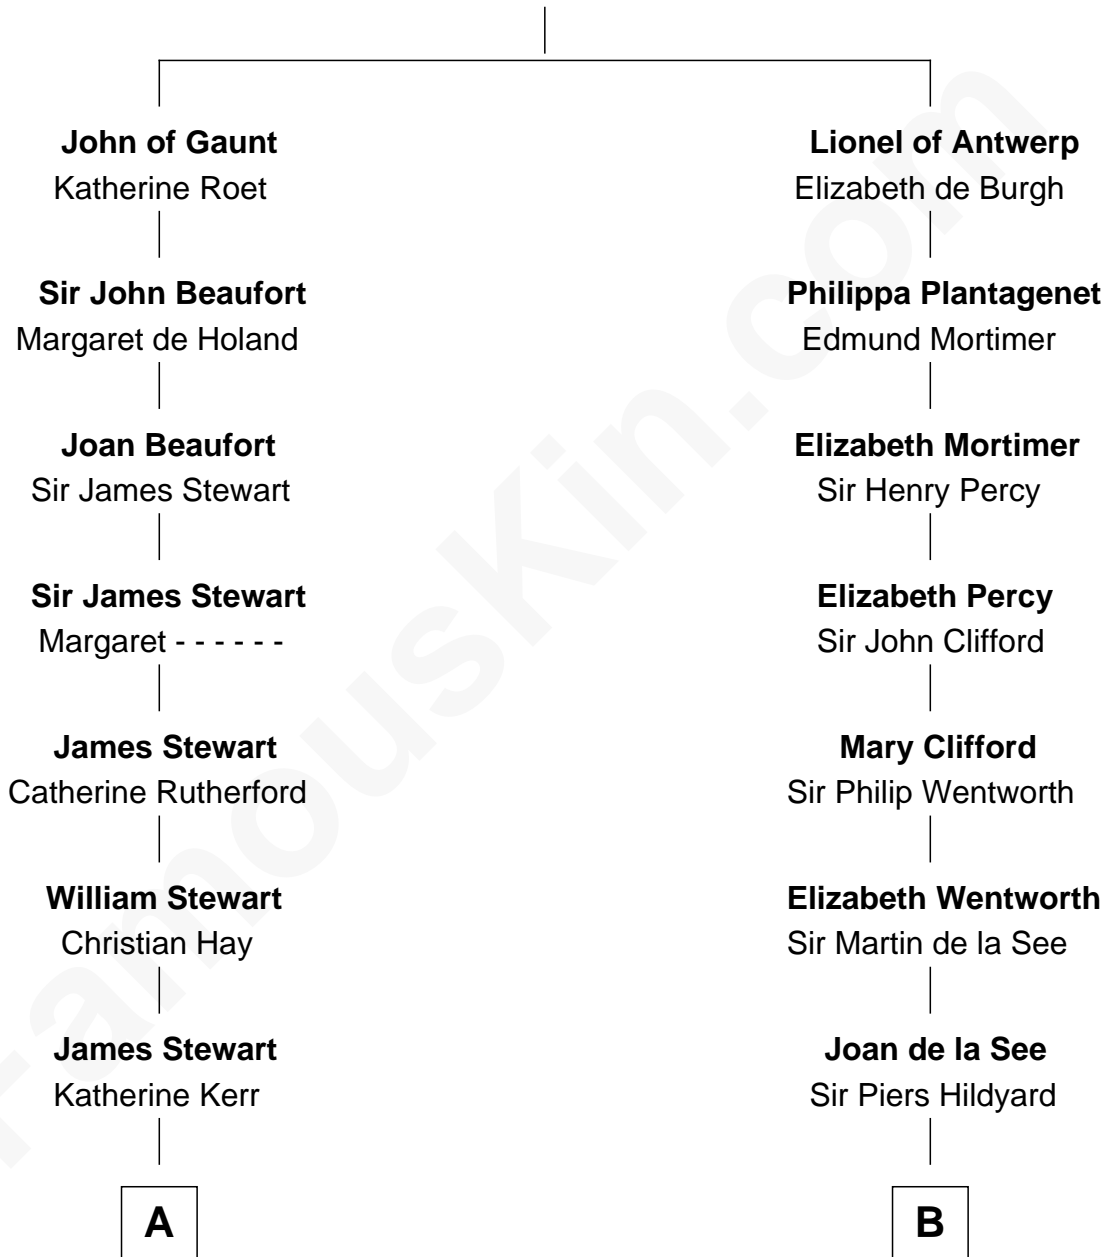 John of Gaunt
Katherine Roet
Lionel of Antwerp
Elizabeth de Burgh
Sir John Beaufort
Margaret de Holand
Philippa Plantagenet
Edmund Mortimer
Joan Beaufort
Sir James Stewart
Elizabeth Mortimer
Sir Henry Percy
Sir James Stewart
Margaret - - - - - -
Elizabeth Percy
Sir John Clifford
James Stewart
Catherine Rutherford
Mary Clifford
Sir Philip Wentworth
William Stewart
Christian Hay
Elizabeth Wentworth
Sir Martin de la See
James Stewart
Katherine Kerr
Joan de la See
Sir Piers Hildyard
A
B
FamousKin.com